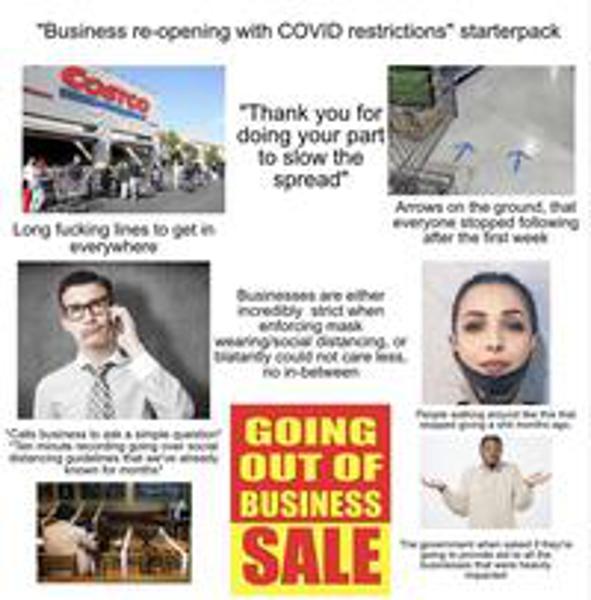 "Business re-opening with COVID restrictions" starterpack
COSTCO
"Thank you for
doing your part
to slow the
spread"
Long fucking lines to get in
everywhere
Arrows on the ground, that
everyone stopped following
after the first week
Businesses are either
incredibly strict when
enforcing mask
wearing/social distancing, or
blatantly could not care less,
no in-between
People walking around like this that
stopped giving a shit months ago.
"Calls business to ask a simple question"
"Ten minute recording going over social
distancing guidelines that we've already
known for months"
GOING
OUT OF
BUSINESS
SALE
The government when asked if they're
going to provide aid to all the
businesses that were heavily
impacted